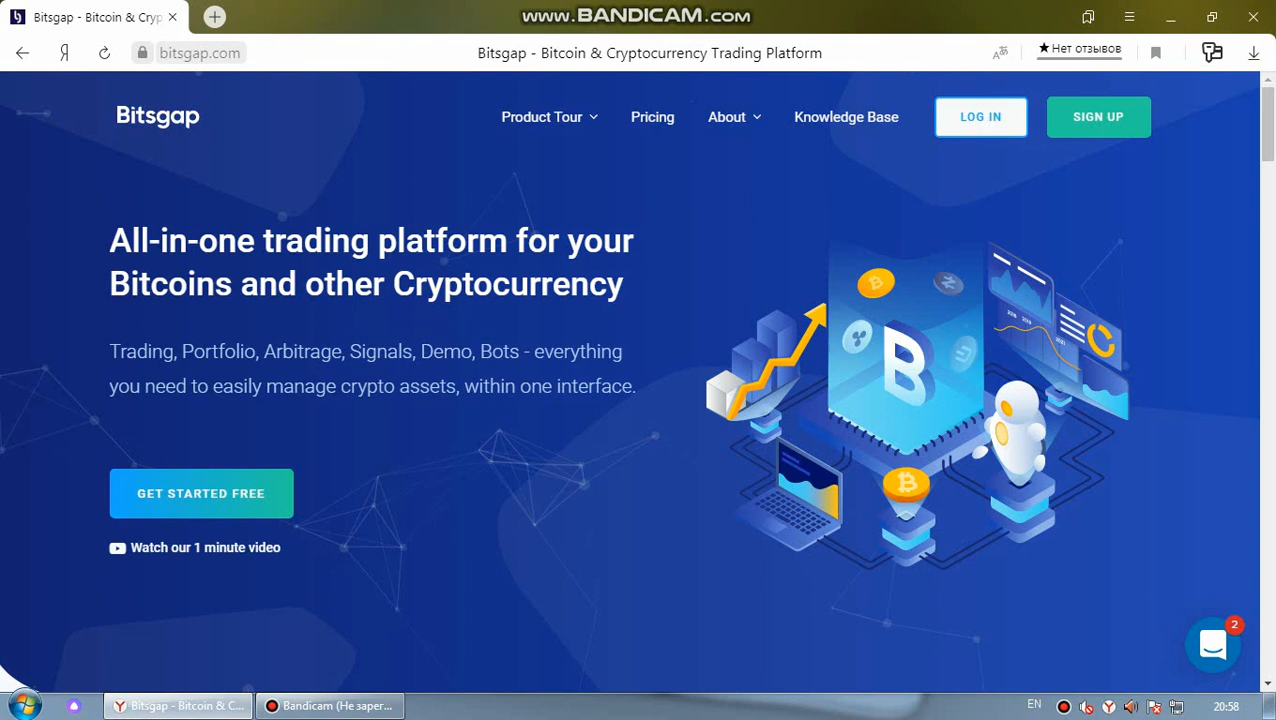 Bitsgap - Bitcoin & Cryp
www.BANDICAM.com
bitsgap.com
Bitsgap - Bitcoin & Cryptocurrency Trading Platform
★Нет отзывов
Bitsgap
Product Tour
Pricing
About
Knowledge Base
LOG IN
SIGN UP
All-in-one trading platform for your
Bitcoins and other Cryptocurrency
Trading, Portfolio, Arbitrage, Signals, Demo, Bots - everything
you need to easily manage crypto assets, within one interface.
GET STARTED FREE
Watch our 1 minute video
2
Bitsgap - Bitcoin & C...
Bandicam (Не зарег...
EN
20:58